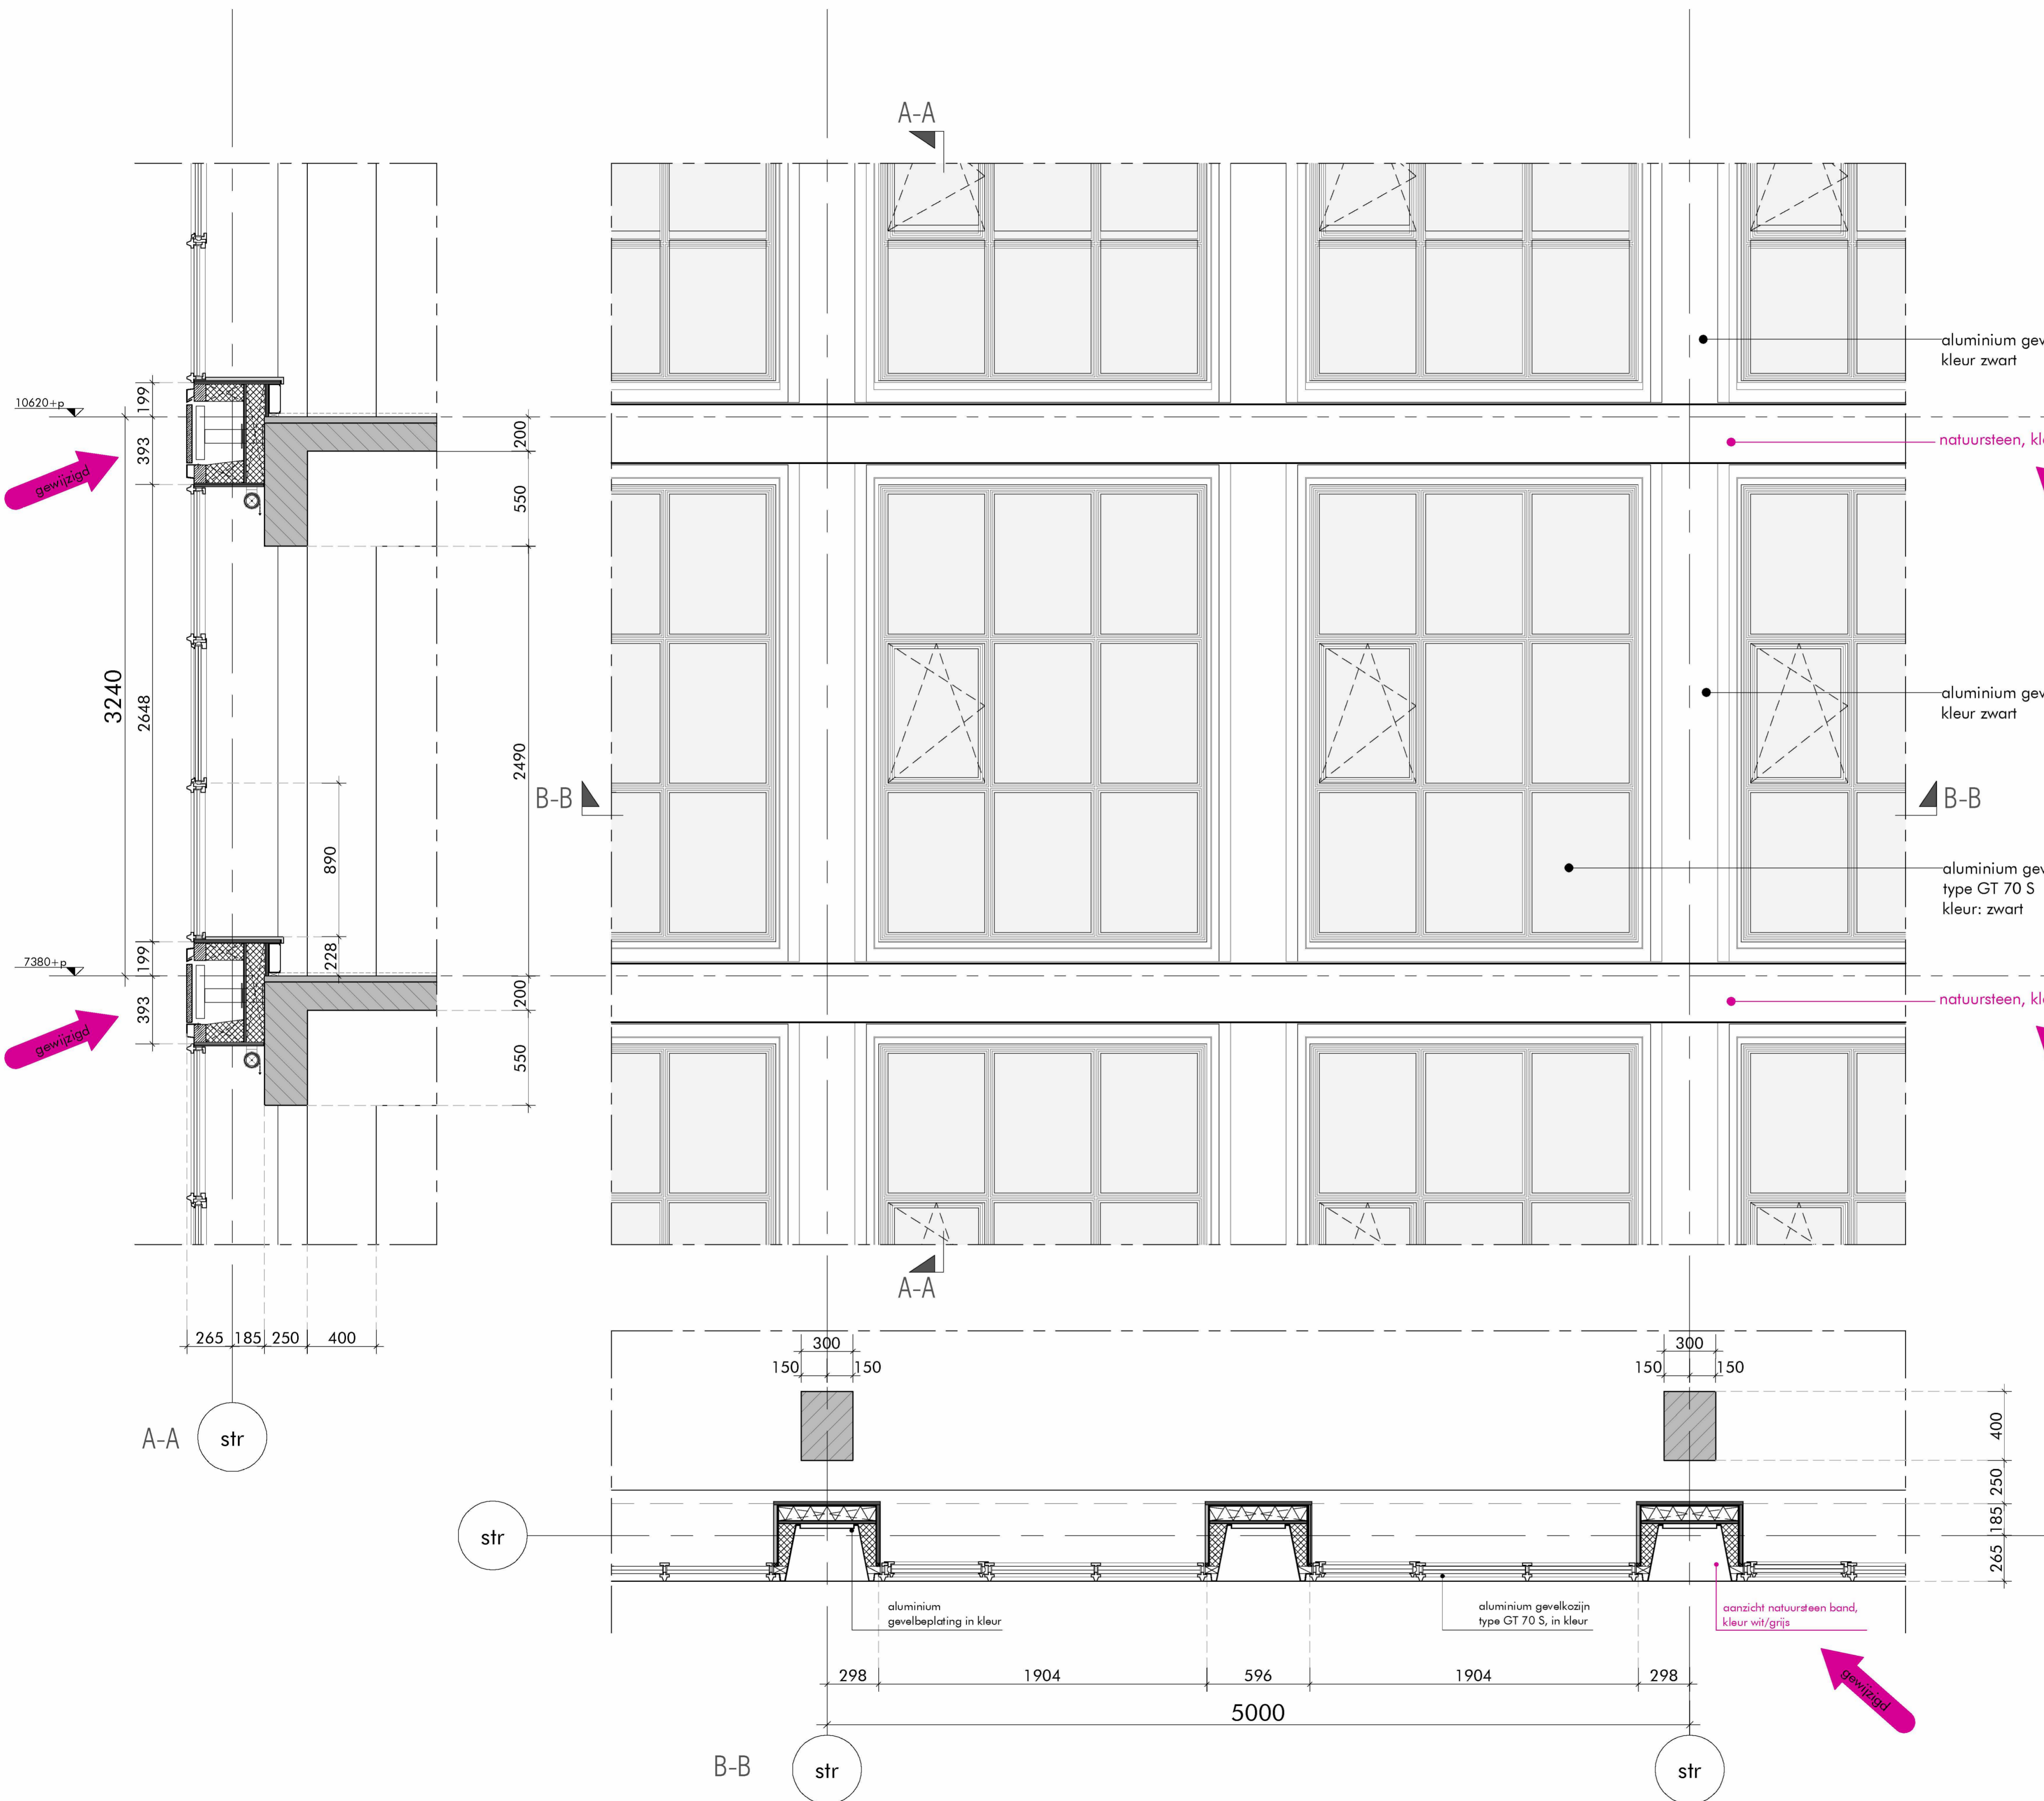 A-A
10620+p
199
393
gewijzigd
3240
2648
890
7380+p
199
228
393
gewijzigd
200
550
2490
200
550
265 185 250 400
A-A str
B-B
B-B
A-A
aluminium gev
kleur zwart
natuursteen, kl
aluminium gev
kleur zwart
aluminium gev
type GT 70 S
kleur: zwart
natuursteen, kl
300
150 150
300
150 150
400
250
185
265
str
aluminium
gevelbeplating in kleur
aluminium gevelkozijn
type GT 70 S, in kleur
aanzicht natuursteen band,
kleur wit/grijs
gewijzigd
298 1904 596 1904 298
5000
B-B str str